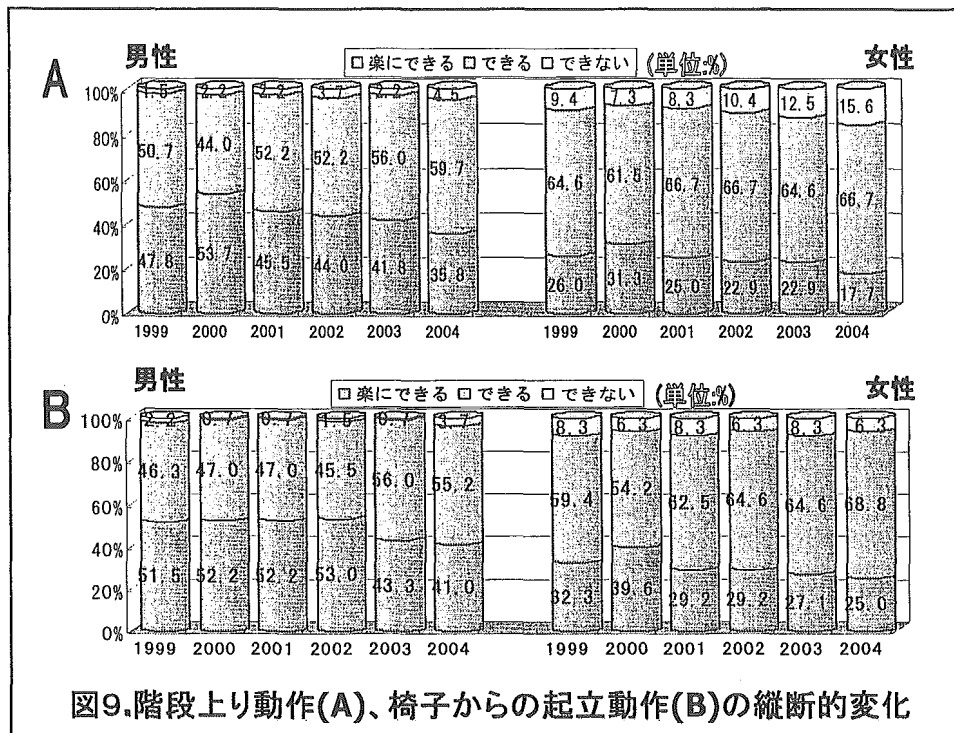 A 男性 □楽にできる □できる □できない (単位:%) 女性
100%
80%
60%
40%
20%
0%
1.5 2.2 2.2 3.7 2.2 4.5 9.4 7.3 8.3 10.4 12.5 15.6
50.7 44.0 52.2 52.2 56.0 59.7 64.6 61.5 66.7 66.7 64.6 66.7
47.8 53.7 45.5 44.0 41.8 35.8 26.0 31.3 25.0 22.9 22.9 17.7
1999 2000 2001 2002 2003 2004 1999 2000 2001 2002 2003 2004
B 男性 □楽にできる □できる □できない (単位:%) 女性
100%
80%
60%
40%
20%
0%
2.2 0.7 0.7 1.5 0.7 3.7 8.3 6.3 8.3 6.3 8.3 6.3
46.3 47.0 47.0 45.5 56.0 55.2 59.4 54.2 62.5 64.6 64.6 68.8
51.5 52.2 52.2 53.0 43.3 41.0 32.3 39.6 29.2 29.2 27.1 25.0
1999 2000 2001 2002 2003 2004 1999 2000 2001 2002 2003 2004
図9.階段上り動作(A)、椅子からの起立動作(B)の縦断的変化